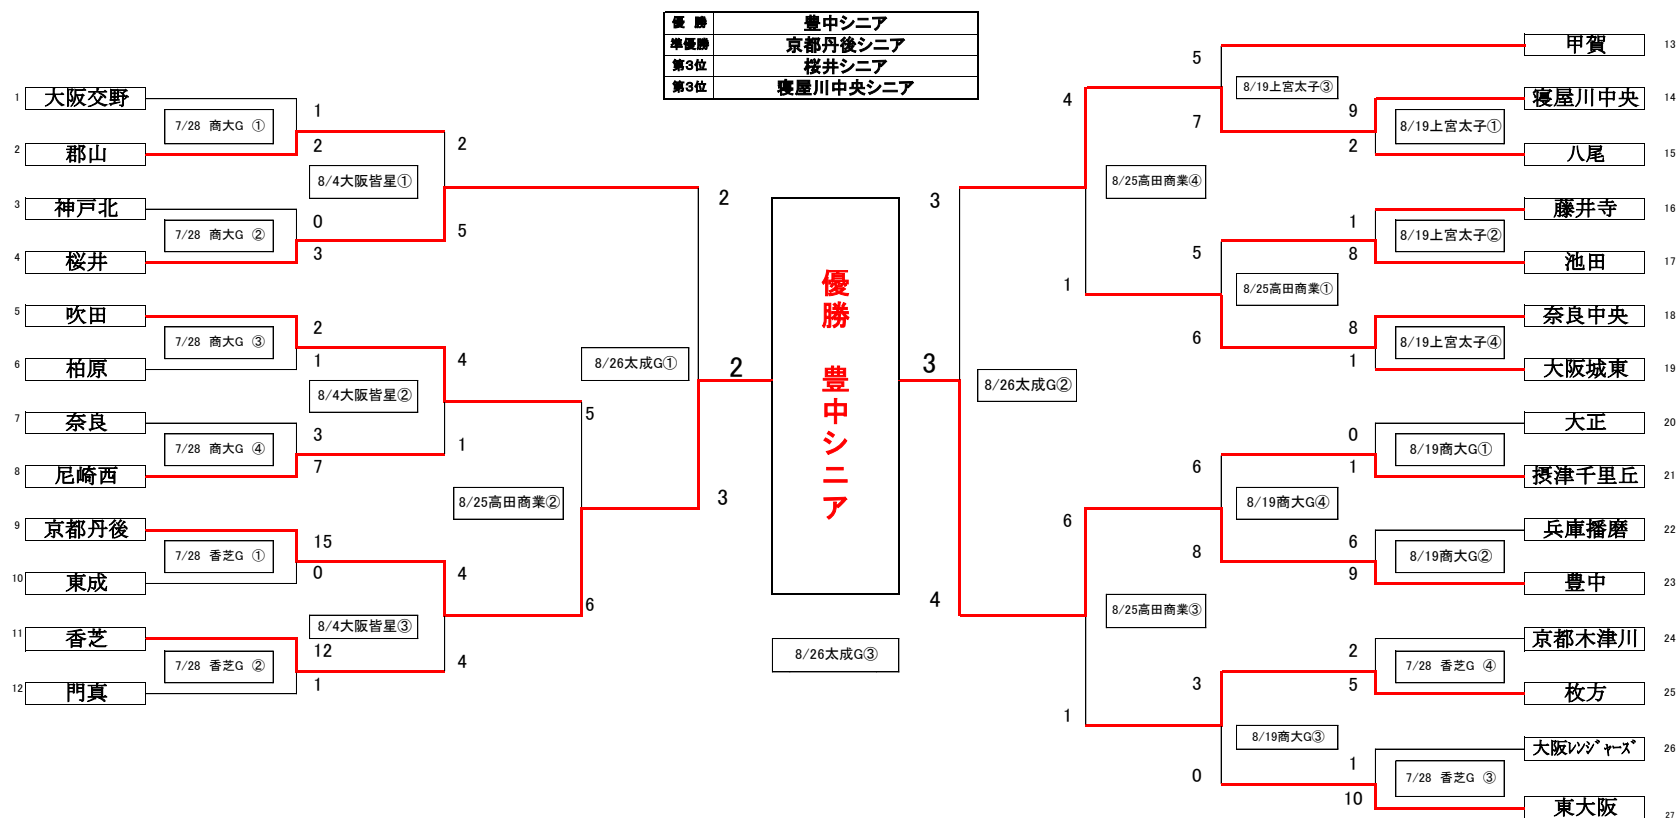 優 勝 豊中シニア
準優勝 京都丹後シニア
第3位 桜井シニア
第3位 寝屋川中央シニア
1 大阪交野
7/28 商大G ①
1
2
2 郡山
8/4大阪皆星①
2
5
3 神戸北
7/28 商大G ②
0
3
4 桜井
5 吹田
7/28 商大G ③
2
1
6 柏原
8/4大阪皆星②
4
1
7 奈良
7/28 商大G ④
3
7
8 尼崎西
8/25高田商業②
5
6
9 京都丹後
7/28 香芝G ①
15
0
10 東成
8/4大阪皆星③
4
4
11 香芝
7/28 香芝G ②
12
1
12 門真
8/26太成G①
2
3
2
優勝 豊中シニア
3
8/26太成G③
8/26太成G②
3
4
甲賀 13
5
8/19上宮太子③
7
寝屋川中央 14
9
8/19上宮太子①
2
八尾 15
4
8/25高田商業④
1
藤井寺 16
1
8/19上宮太子②
8
池田 17
5
8/25高田商業①
6
奈良中央 18
8
8/19上宮太子④
1
大阪城東 19
大正 20
0
8/19商大G①
1
摂津千里丘 21
6
8/19商大G④
8
兵庫播磨 22
6
8/19商大G②
9
豊中 23
6
8/25高田商業③
1
京都木津川 24
2
7/28 香芝G ④
5
枚方 25
3
8/19商大G③
0
大阪ﾚﾝｼﾞｬｰｽﾞ 26
1
7/28 香芝G ③
10
東大阪 27